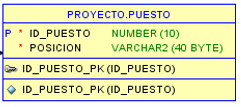 PROYECTO.PUESTO
P * ID_PUESTO NUMBER (10)
* POSICION VARCHAR2 (40 BYTE)
ID_PUESTO_PK (ID_PUESTO)
ID_PUESTO_PK (ID_PUESTO)